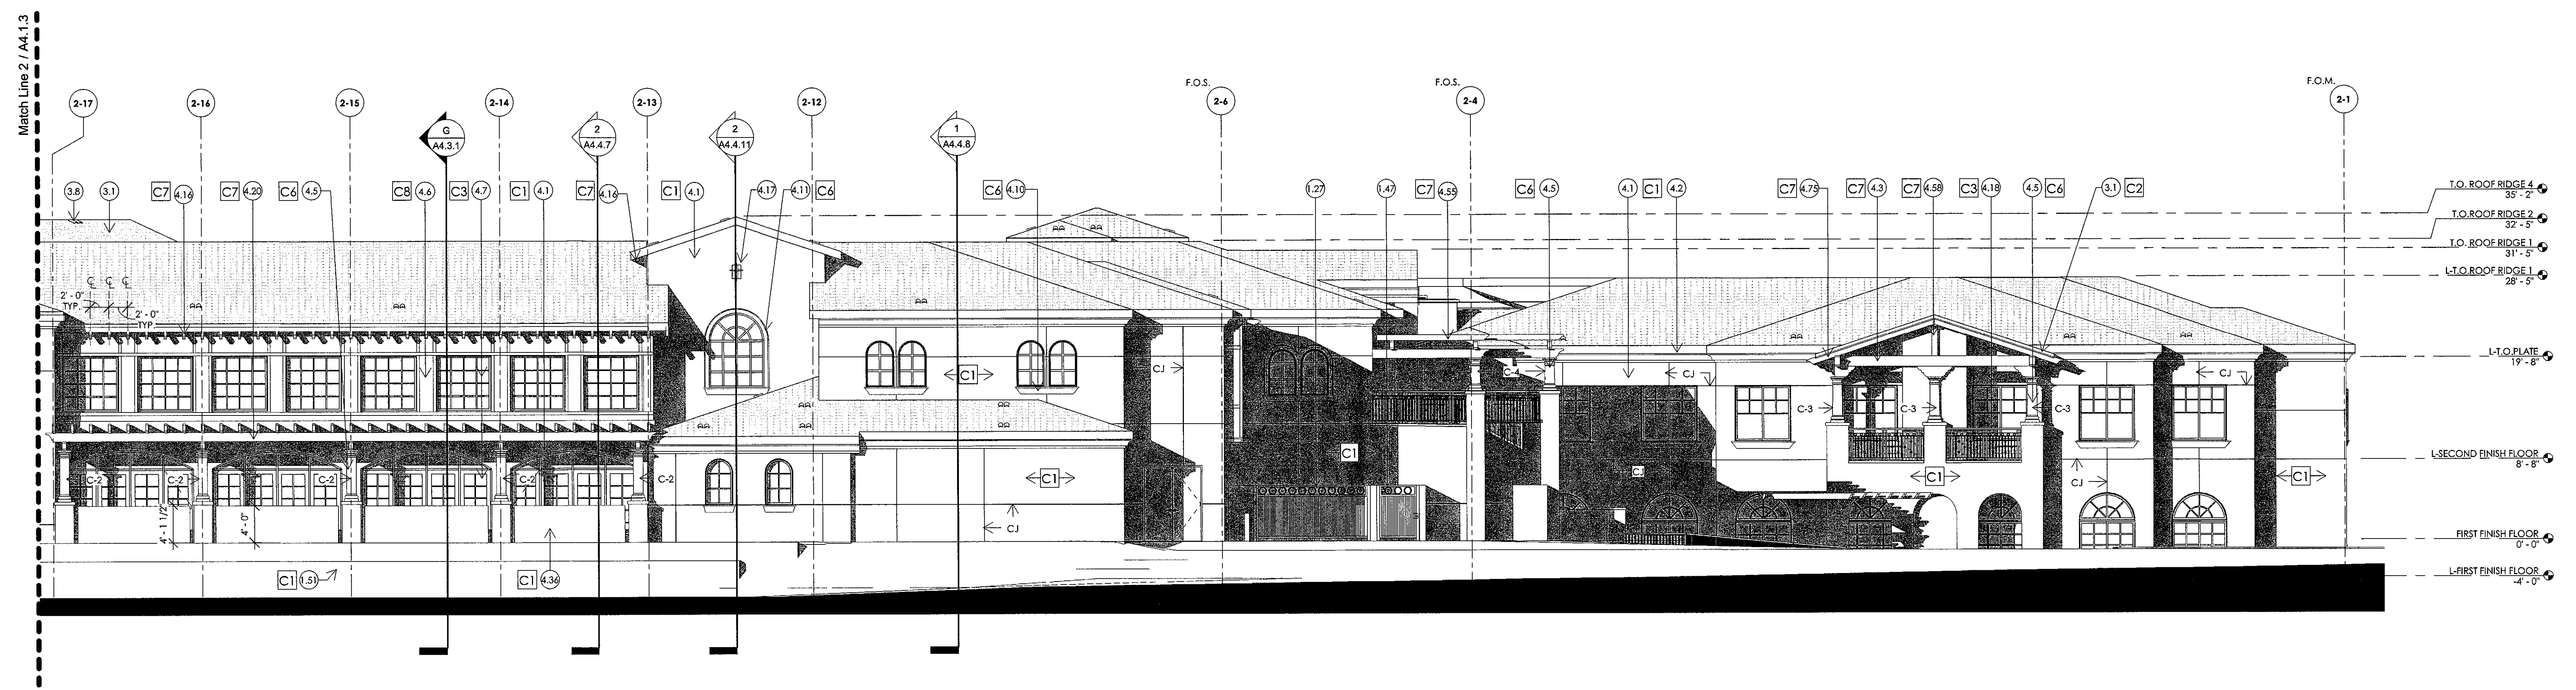 Match Line 2 / A4.1.3
F.O.S.
F.O.S.
F.O.M.
2-17
2-16
2-15
2-14
2-13
2-12
2-6
2-4
2-1
G
A4.3.1
2
A4.4.7
2
A4.4.11
1
A4.4.8
3.8
3.1
C7 4.16
C7 4.20
C6 4.5
C8 4.6
C3 4.7
C1 4.1
C7 4.16
C1 4.1
4.17
4.11 C6
C6 4.10
1.27
1.47
C7 4.55
C6 4.5
4.1
C1 4.2
C7 4.75
C7 4.3
C7 4.58
C3 4.18
4.5 C6
3.1 C2
T.O. ROOF RIDGE 4
35' - 2"
T.O.ROOF RIDGE 2
32' - 5"
T.O. ROOF RIDGE 1
31' - 5"
L-T.O.ROOF RIDGE 1
28' - 5"
L-T.O.PLATE
19' - 8"
L-SECOND FINISH FLOOR
8' - 8"
FIRST FINISH FLOOR
0' - 0"
L-FIRST FINISH FLOOR
-4' - 0"
2' - 0"
TYP.
2' - 0"
TYP.
C1
CJ
C-4
CJ
CJ
C-3
C-3
C-3
C1
CJ
C-2
C-2
C-2
C-2
C-2
C1
C1
C1
CJ
CJ
4' - 1 1/2"
4' - 0"
C1 1.51
C1 4.36